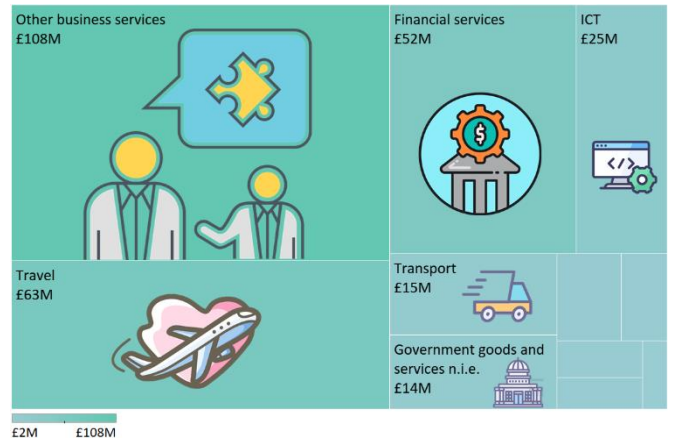 Other business services
£108M
Financial services
£52M
ICT
£25M
$
</>
Travel
£63M
Transport
£15M
Government goods and
services n.i.e.
£14M
£2M £108M